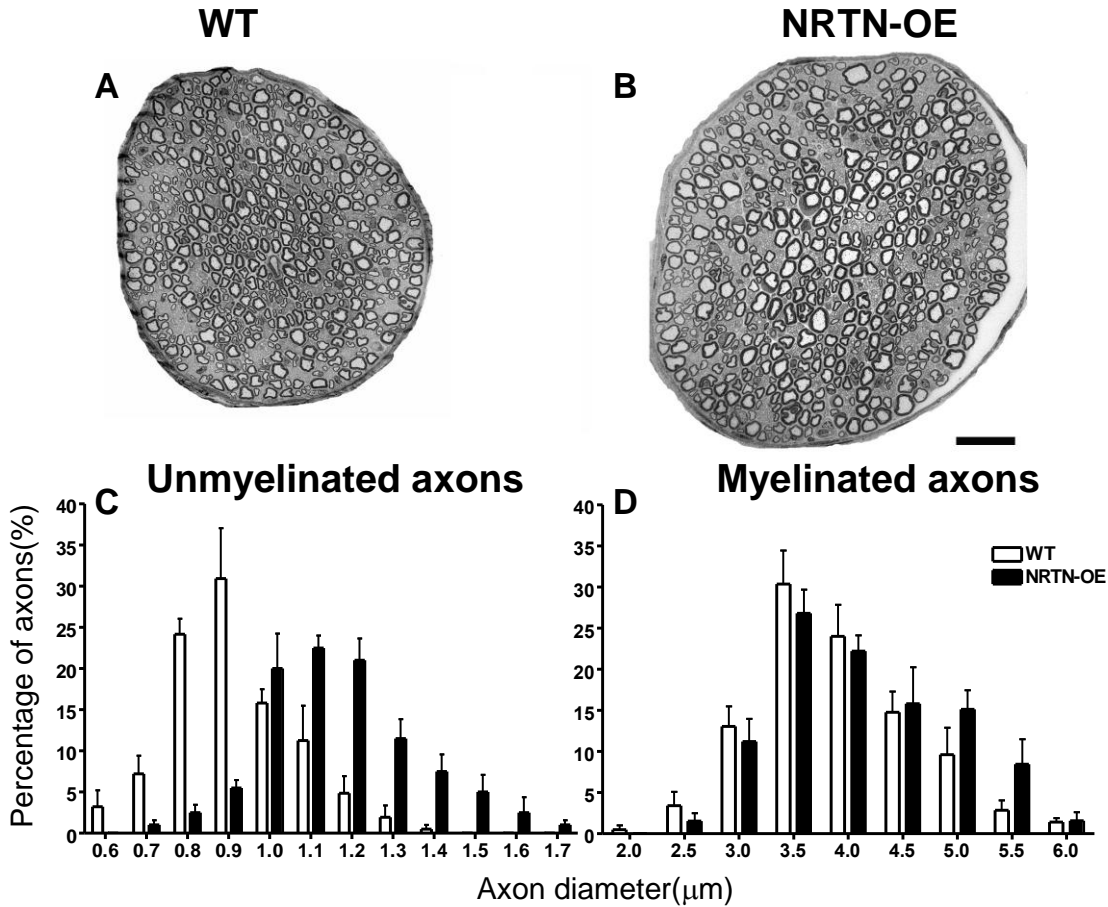 WT
NRTN-OE
A
B
C Unmyelinated axons
D Myelinated axons
Percentage of axons(%)
40
35
30
25
20
15
10
5
0
0.6 0.7 0.8 0.9 1.0 1.1 1.2 1.3 1.4 1.5 1.6 1.7
40
35
30
25
20
15
10
5
0
2.0 2.5 3.0 3.5 4.0 4.5 5.0 5.5 6.0
WT
NRTN-OE
Axon diameter(μm)